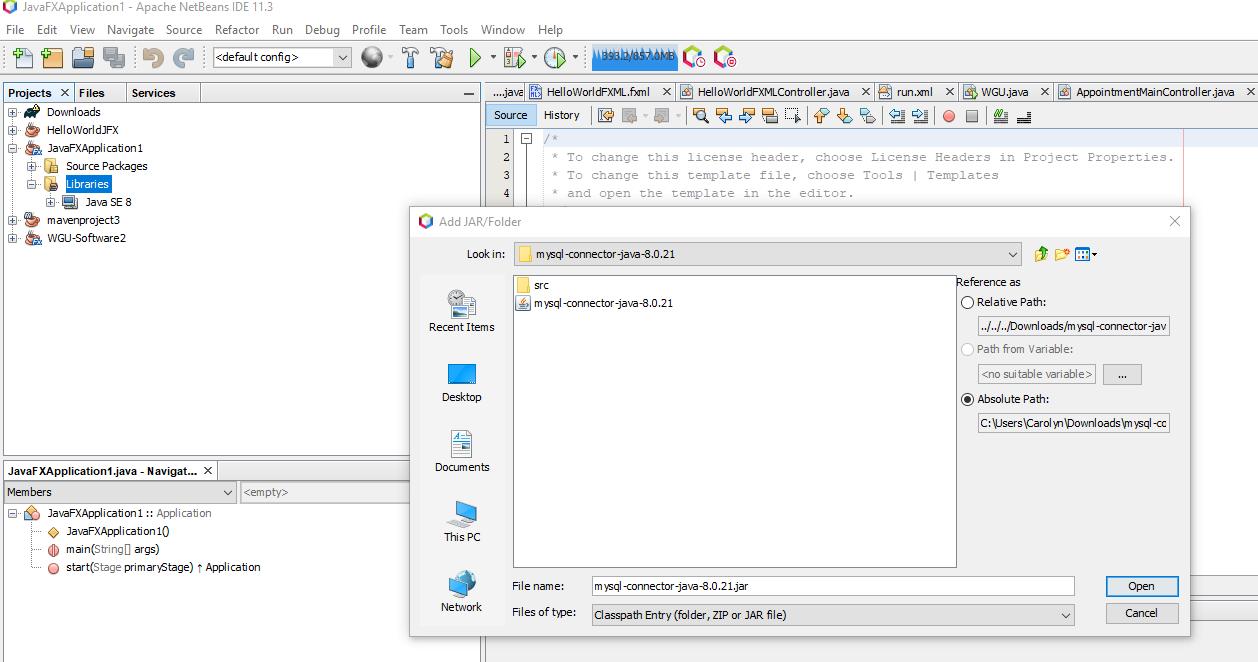 JavaFXApplication1 - Apache NetBeans IDE 11.3
File Edit View Navigate Source Refactor Run Debug Profile Team Tools Window Help
<default config> 393.2/857.0MB
Projects Files Services
Downloads
HelloWorldJFX
JavaFXApplication1
Source Packages
Libraries
Java SE 8
mavenproject3
WGU-Software2
....java HelloWorldFXML.fxml HelloWorldFXMLController.java run.xml WGU.java AppointmentMainController.java
Source History
1 /*
2 * To change this license header, choose License Headers in Project Properties.
3 * To change this template file, choose Tools | Templates
4 * and open the template in the editor.
Add JAR/Folder
Look in: mysql-connector-java-8.0.21
Recent Items
Desktop
Documents
This PC
Network
src
mysql-connector-java-8.0.21
Reference as
Relative Path:
../../../Downloads/mysql-connector-jav
Path from Variable:
<no suitable variable> ...
Absolute Path:
C:\Users\Carolyn\Downloads\mysql-co
File name: mysql-connector-java-8.0.21.jar Open
Files of type: Classpath Entry (folder, ZIP or JAR file) Cancel
JavaFXApplication1.java - Navigat...
Members <empty>
JavaFXApplication1 :: Application
JavaFXApplication1()
main(String[] args)
start(Stage primaryStage) ↑ Application